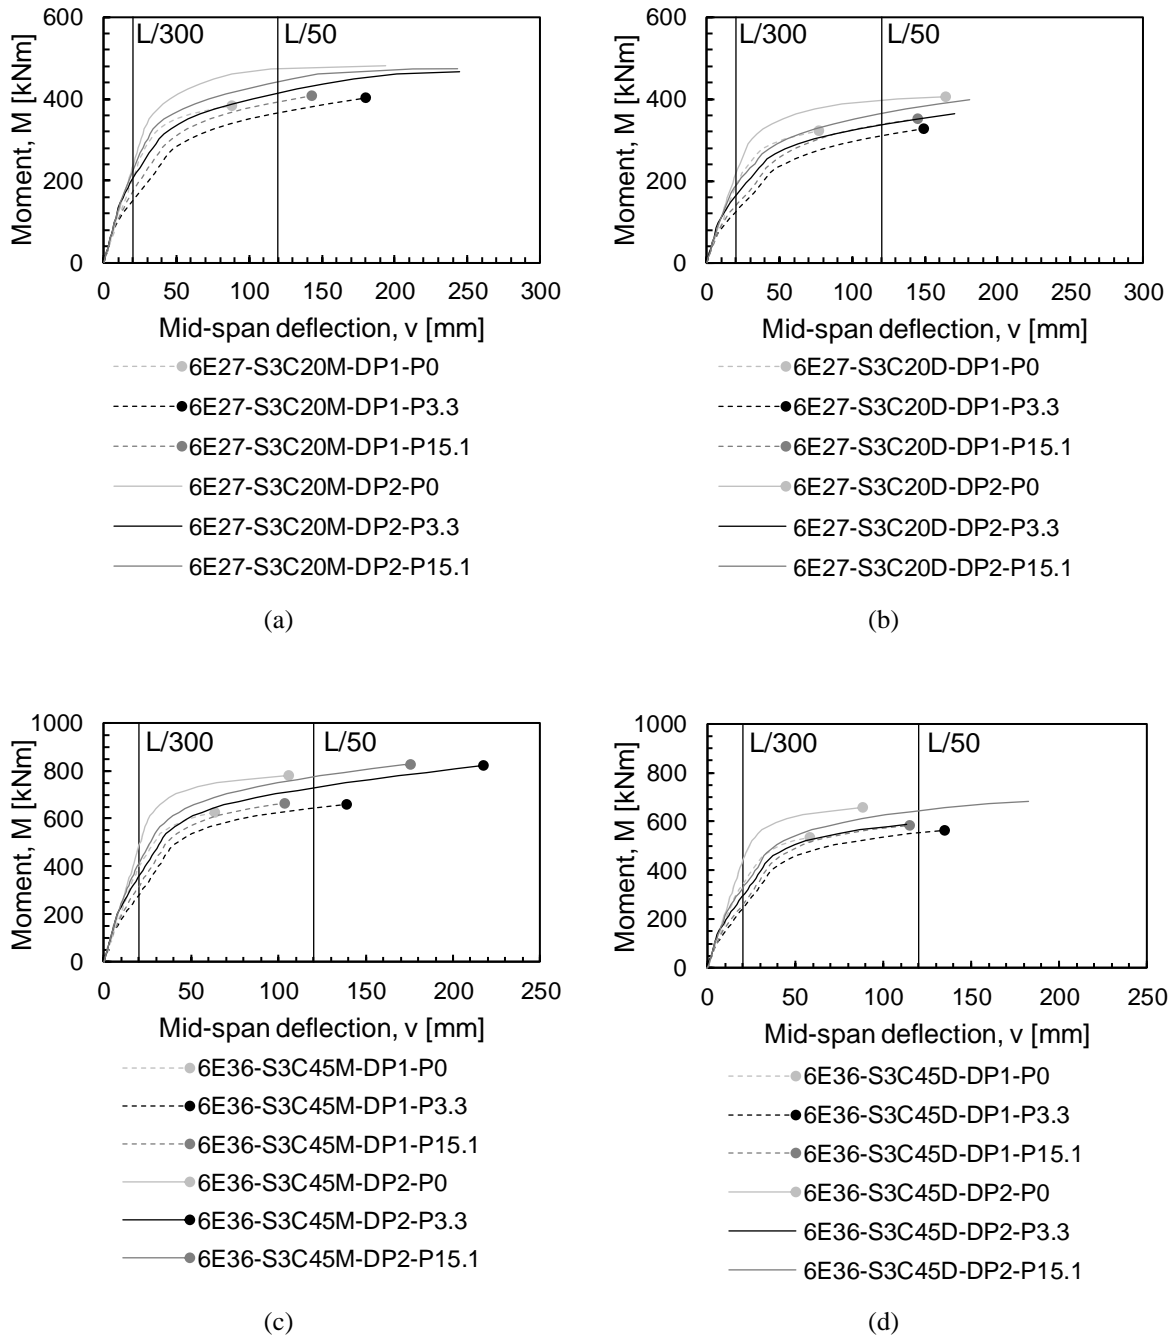 600
400
200
0
Moment, M [kNm]
L/300
L/50
0 50 100 150 200 250 300
Mid-span deflection, v [mm]
6E27-S3C20M-DP1-P0
6E27-S3C20M-DP1-P3.3
6E27-S3C20M-DP1-P15.1
6E27-S3C20M-DP2-P0
6E27-S3C20M-DP2-P3.3
6E27-S3C20M-DP2-P15.1
(a)
600
400
200
0
Moment, M [kNm]
L/300
L/50
0 50 100 150 200 250 300
Mid-span deflection, v [mm]
6E27-S3C20D-DP1-P0
6E27-S3C20D-DP1-P3.3
6E27-S3C20D-DP1-P15.1
6E27-S3C20D-DP2-P0
6E27-S3C20D-DP2-P3.3
6E27-S3C20D-DP2-P15.1
(b)
1000
800
600
400
200
0
Moment, M [kNm]
L/300
L/50
0 50 100 150 200 250
Mid-span deflection, v [mm]
6E36-S3C45M-DP1-P0
6E36-S3C45M-DP1-P3.3
6E36-S3C45M-DP1-P15.1
6E36-S3C45M-DP2-P0
6E36-S3C45M-DP2-P3.3
6E36-S3C45M-DP2-P15.1
(c)
1000
800
600
400
200
0
Moment, M [kNm]
L/300
L/50
0 50 100 150 200 250
Mid-span deflection, v [mm]
6E36-S3C45D-DP1-P0
6E36-S3C45D-DP1-P3.3
6E36-S3C45D-DP1-P15.1
6E36-S3C45D-DP2-P0
6E36-S3C45D-DP2-P3.3
6E36-S3C45D-DP2-P15.1
(d)